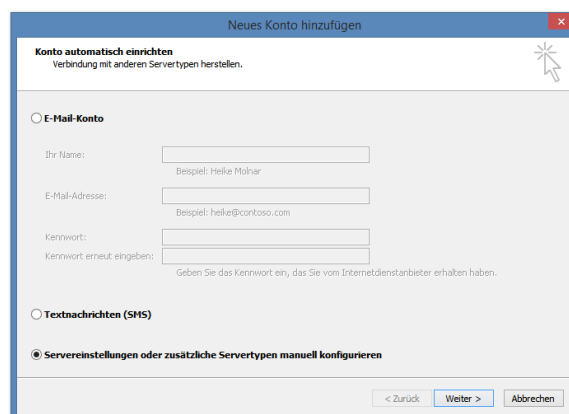 Neues Konto hinzufügen
Konto automatisch einrichten
Verbindung mit anderen Servertypen herstellen.
E-Mail-Konto
Ihr Name:
Beispiel: Heike Molnar
E-Mail-Adresse:
Beispiel: heike@contoso.com
Kennwort:
Kennwort erneut eingeben:
Geben Sie das Kennwort ein, das Sie vom Internetdienstanbieter erhalten haben.
Textnachrichten (SMS)
Servereinstellungen oder zusätzliche Servertypen manuell konfigurieren
< Zurück Weiter > Abbrechen